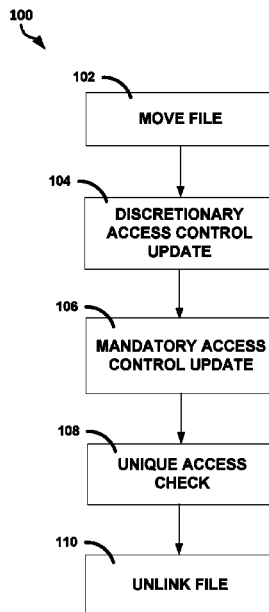 100
102
MOVE FILE
104
DISCRETIONARY
ACCESS CONTROL
UPDATE
106
MANDATORY ACCESS
CONTROL UPDATE
108
UNIQUE ACCESS
CHECK
110
UNLINK FILE